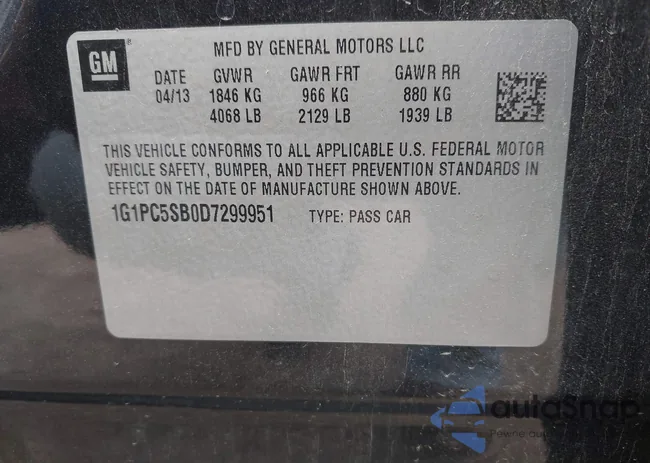 GM
MFD BY GENERAL MOTORS LLC
DATE GVWR GAWR FRT GAWR RR
04/13 1846 KG 966 KG 880 KG
4068 LB 2129 LB 1939 LB
THIS VEHICLE CONFORMS TO ALL APPLICABLE U.S. FEDERAL MOTOR
VEHICLE SAFETY, BUMPER, AND THEFT PREVENTION STANDARDS IN
EFFECT ON THE DATE OF MANUFACTURE SHOWN ABOVE.
1G1PC5SB0D7299951 TYPE: PASS CAR
autoSnap
Pewne auto